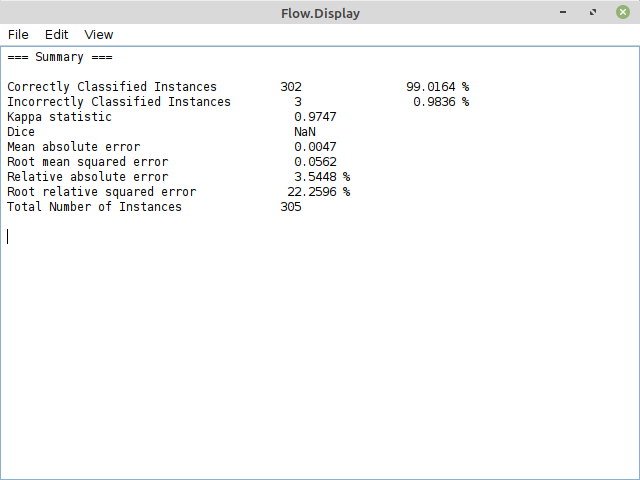 Flow.Display
File Edit View
=== Summary ===
Correctly Classified Instances 302 99.0164 %
Incorrectly Classified Instances 3 0.9836 %
Kappa statistic 0.9747
Dice NaN
Mean absolute error 0.0047
Root mean squared error 0.0562
Relative absolute error 3.5448 %
Root relative squared error 22.2596 %
Total Number of Instances 305